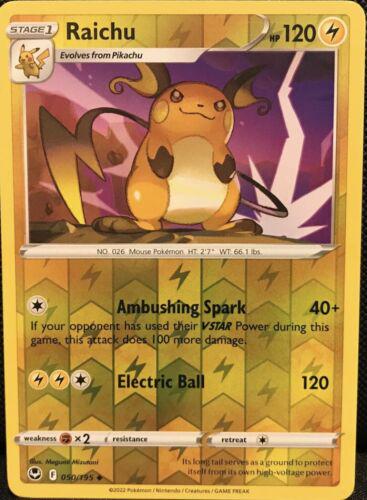 STAGE 1
Raichu
HP 120
Evolves from Pikachu
NO. 026 Mouse Pokémon HT: 2'7" WT: 66.1 lbs.
Ambushing Spark 40+
If your opponent has used their VSTAR Power during this
game, this attack does 100 more damage.
Electric Ball 120
weakness ×2 resistance retreat
Illus. Megumi Mizutani
F 050/195
Its long tail serves as a ground to protect
itself from its own high-voltage power.
©2022 Pokémon / Nintendo / Creatures / GAME FREAK